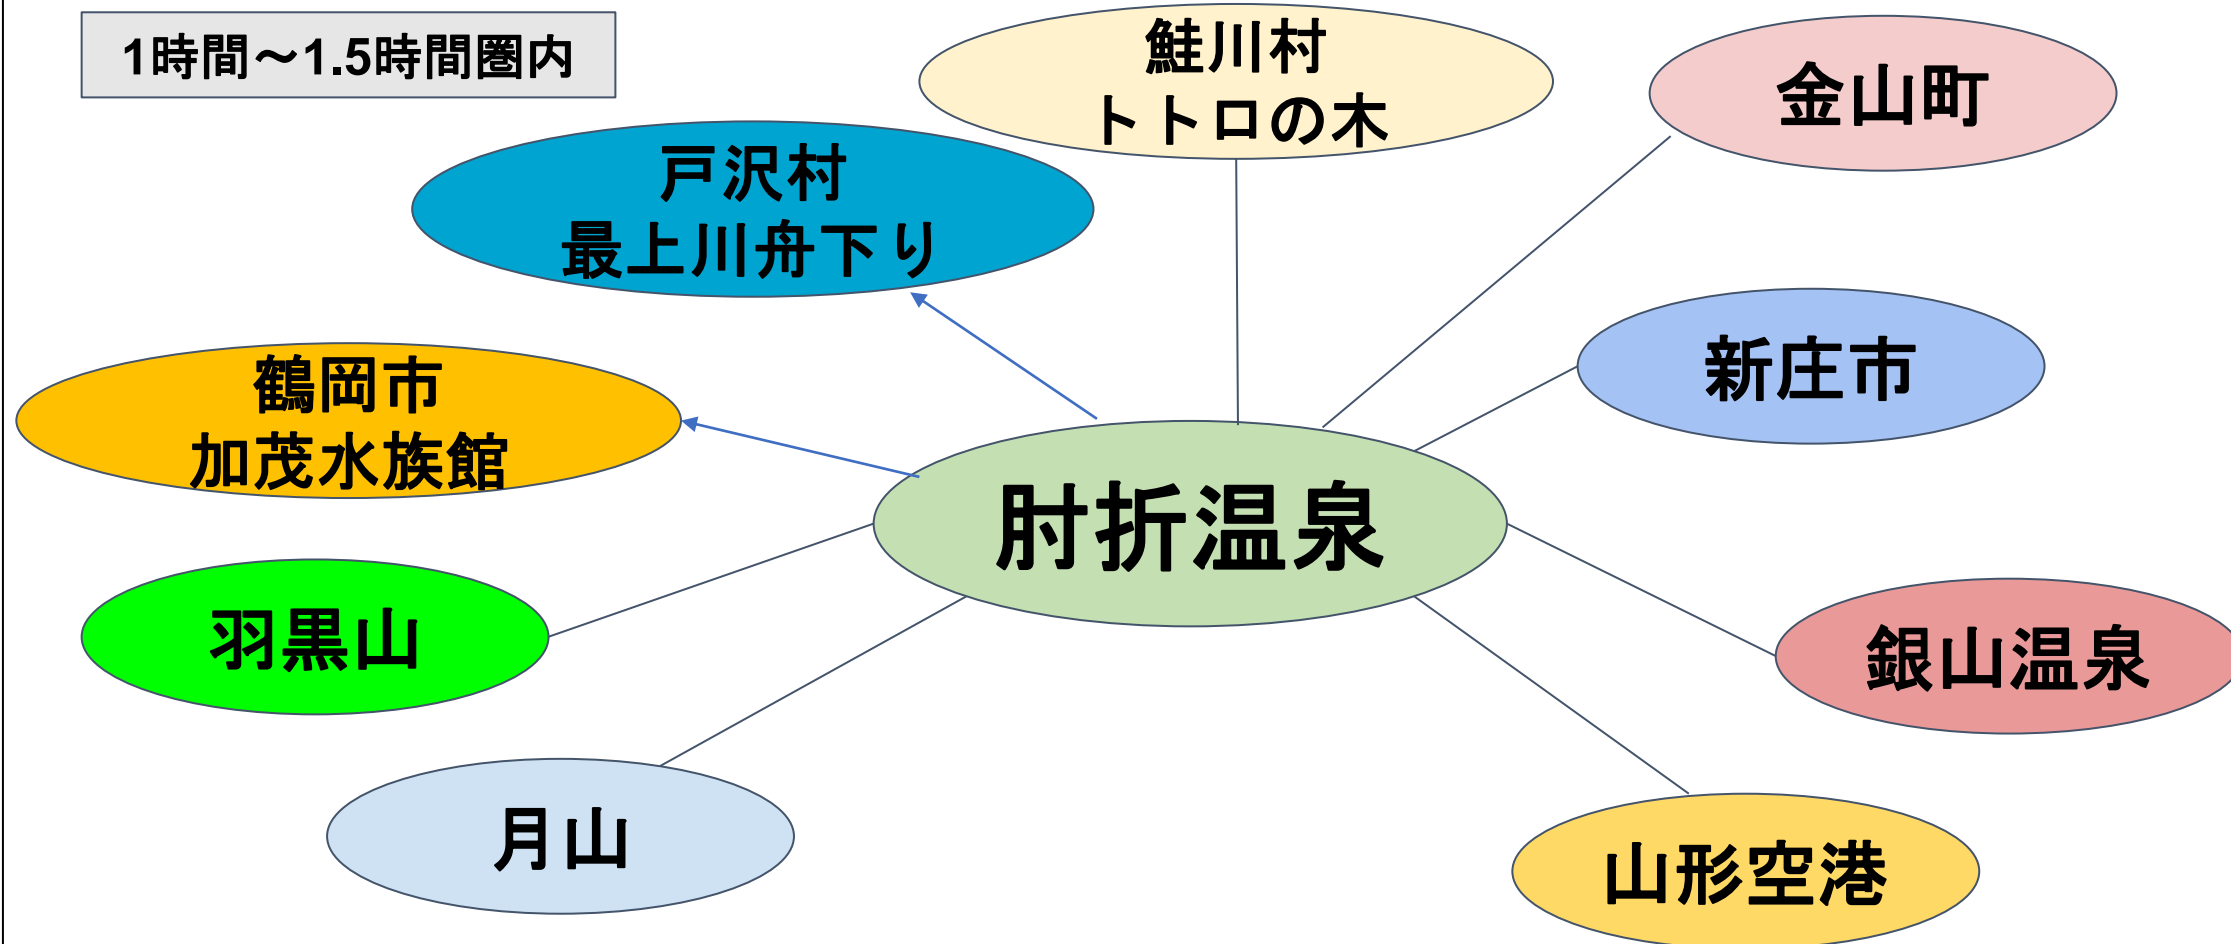 1時間～1.5時間圏内
鮭川村
トトロの木
金山町
戸沢村
最上川舟下り
新庄市
鶴岡市
加茂水族館
肘折温泉
羽黒山
銀山温泉
月山
山形空港